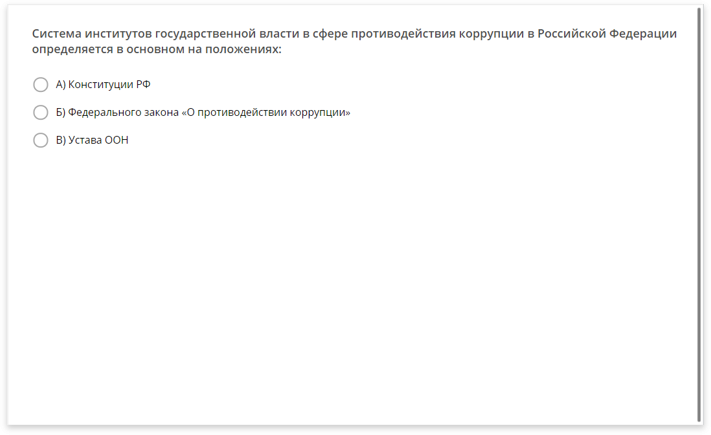 Система институтов государственной власти в сфере противодействия коррупции в Российской Федерации
определяется в основном на положениях:
А) Конституции РФ
Б) Федерального закона «О противодействии коррупции»
В) Устава ООН